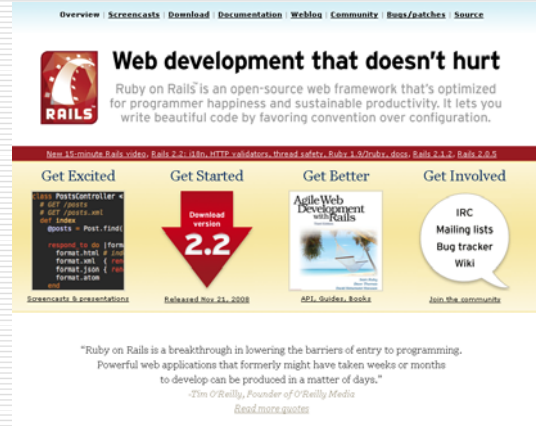 Overview | Screencasts | Download | Documentation | Weblog | Community | Bugs/patches | Source
Web development that doesn't hurt
Ruby on Rails™ is an open-source web framework that's optimized
for programmer happiness and sustainable productivity. It lets you
write beautiful code by favoring convention over configuration.
RAILS
New 15-minute Rails video, Rails 2.2: i18n, HTTP validators, thread safety, Ruby 1.9/Jruby, docs, Rails 2.1.2, Rails 2.0.5
Get Excited
Get Started
Get Better
Get Involved
class PostsController <
# GET /posts
# GET /posts.xml
def index
@posts = Post.find(
respond_to do |form
format.html # ind
format.xml { ren
format.json { ren
format.atom
end
Screencasts & presentations
Download
version
2.2
Released Nov 21, 2008
Agile Web
Development
with Rails
API, Guides, Books
IRC
Mailing lists
Bug tracker
Wiki
Join the community
"Ruby on Rails is a breakthrough in lowering the barriers of entry to programming.
Powerful web applications that formerly might have taken weeks or months
to develop can be produced in a matter of days."
-Tim O'Reilly, Founder of O'Reilly Media
Read more quotes